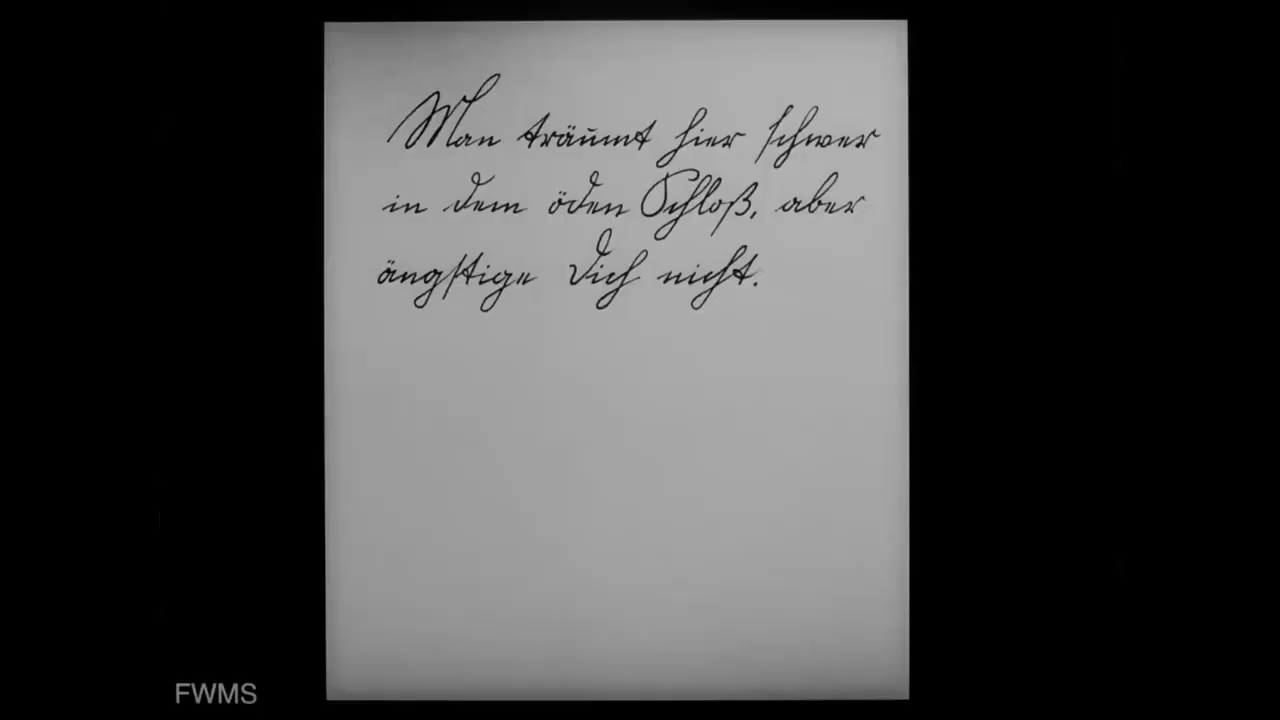 Man träumt hier schwer
in dem öden Schloß, aber
ängstige Dich nicht.
FWMS